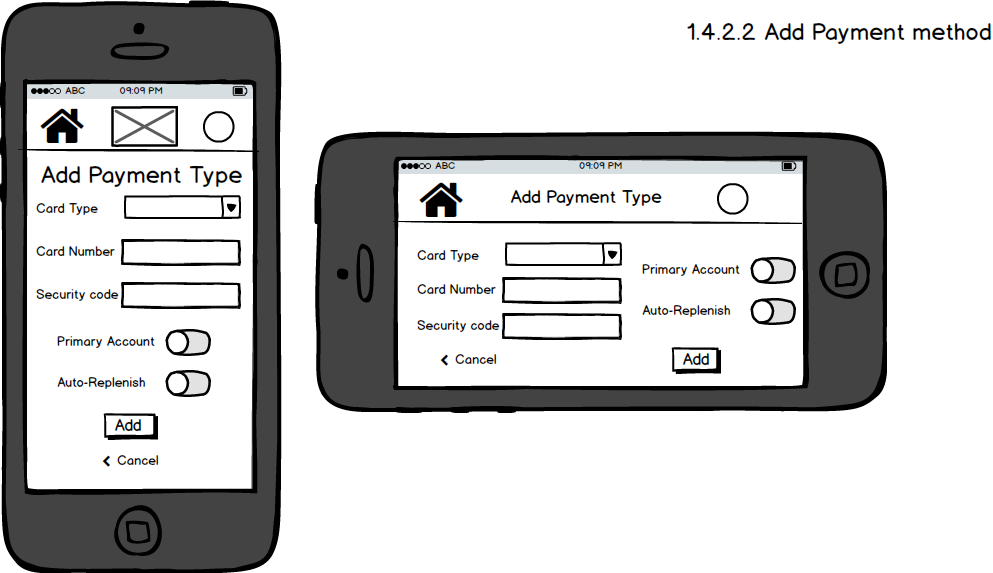 1.4.2.2 Add Payment method
ABC 09:09 PM
Add Payment Type
Card Type
Card Number
Security code
Primary Account
Auto-Replenish
Add
Cancel
ABC 09:09 PM
Add Payment Type
Card Type
Card Number
Security code
Cancel
Primary Account
Auto-Replenish
Add